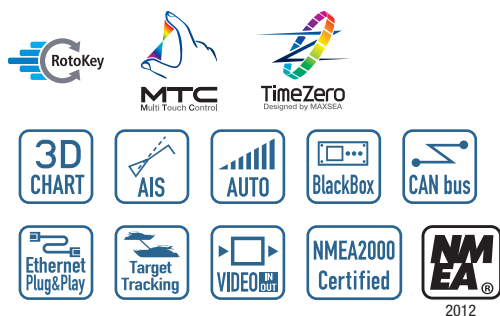 RotoKey
MTC
Multi Touch Control
TimeZero
Designed by MAXSEA
3D
CHART
AIS
AUTO
BlackBox
CAN bus
Ethernet
Plug&Play
Target
Tracking
VIDEO IN OUT
NMEA2000
Certified
NM
EA®
2012